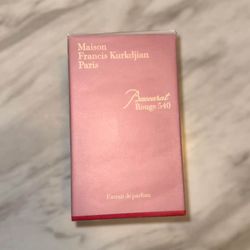 Maison
Francis Kurkdjian
Paris
Baccarat
Rouge 540
Extrait de parfum